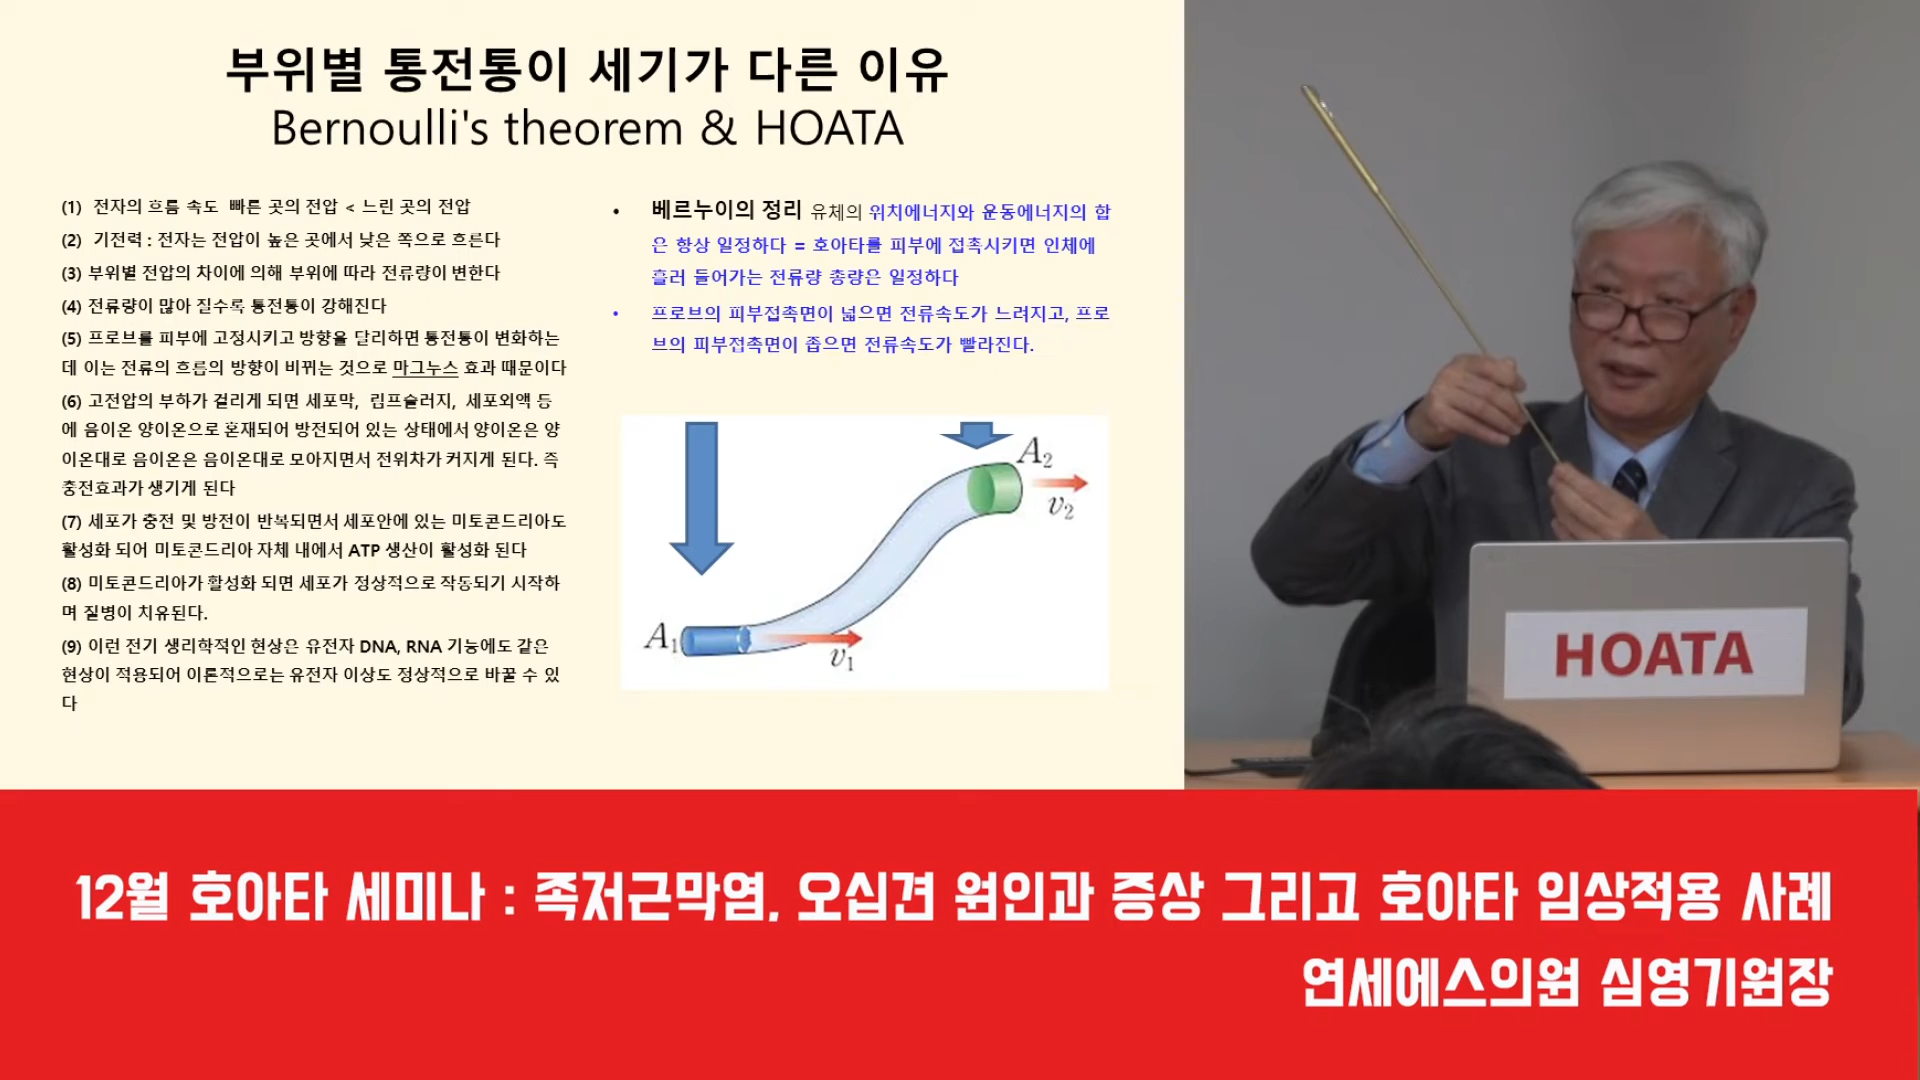 부위별 통전통이 세기가 다른 이유
Bernoulli's theorem & HOATA
(1) 전자의 흐름 속도 빠른 곳의 전압 < 느린 곳의 전압
(2) 기전력 : 전자는 전압이 높은 곳에서 낮은 쪽으로 흐른다
(3) 부위별 전압의 차이에 의해 부위에 따라 전류량이 변한다
(4) 전류량이 많아 질수록 통전통이 강해진다
(5) 프로브를 피부에 고정시키고 방향을 달리하면 통전통이 변화하는
데 이는 전류의 흐름의 방향이 비뀌는 것으로 마그누스 효과 때문이다
(6) 고전압의 부하가 걸리게 되면 세포막, 림프슬러지, 세포외액 등
에 음이온 양이온으로 혼재되어 방전되어 있는 상태에서 양이온은 양
이온대로 음이온은 음이온대로 모아지면서 전위차가 커지게 된다. 즉
충전효과가 생기게 된다
(7) 세포가 충전 및 방전이 반복되면서 세포안에 있는 미토콘드리아도
활성화 되어 미토콘드리아 자체 내에서 ATP 생산이 활성화 된다
(8) 미토콘드리아가 활성화 되면 세포가 정상적으로 작동되기 시작하
며 질병이 치유된다.
(9) 이런 전기 생리학적인 현상은 유전자 DNA, RNA 기능에도 같은
현상이 적용되어 이론적으로는 유전자 이상도 정상적으로 바꿀 수 있
다
• 베르누이의 정리 유체의 위치에너지와 운동에너지의 합
은 항상 일정하다 = 호아타를 피부에 접촉시키면 인체에
흘러 들어가는 전류량 총량은 일정하다
• 프로브의 피부접촉면이 넓으면 전류속도가 느려지고, 프로
브의 피부접촉면이 좁으면 전류속도가 빨라진다.
A2
v2
A1
v1
HOATA
12월 호아타 세미나 : 족저근막염, 오십견 원인과 증상 그리고 호아타 임상적용 사례
연세에스의원 심영기원장